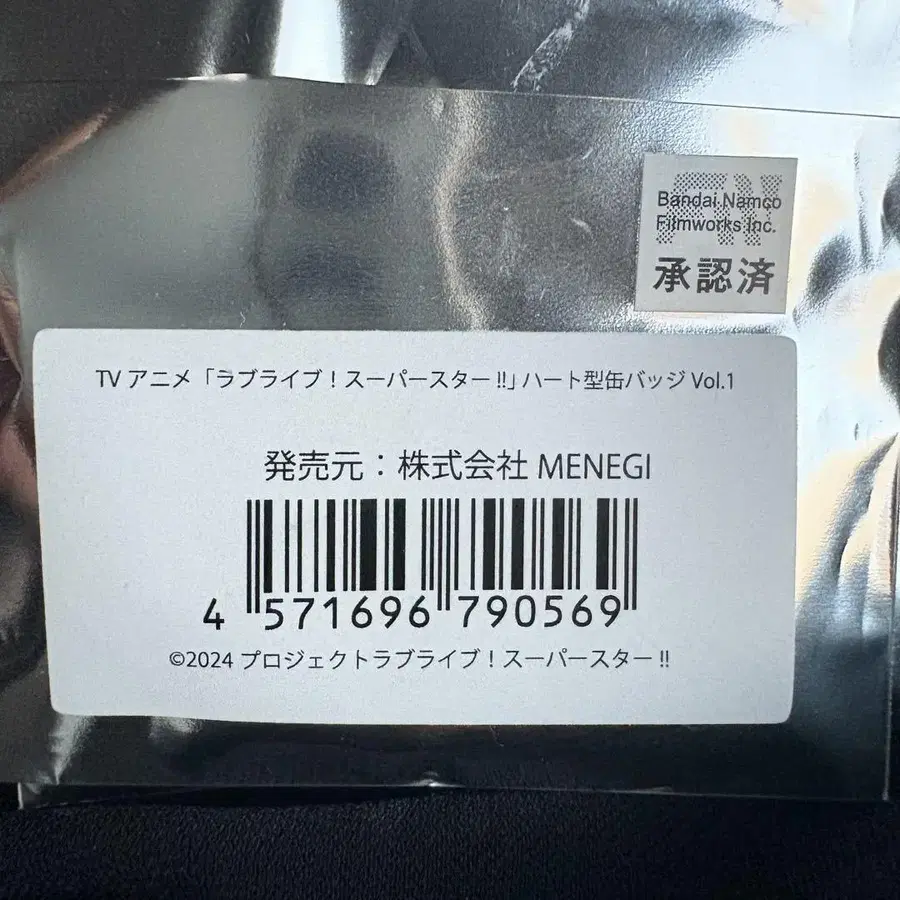 Bandai Namco
Filmworks Inc.
承認済
TV アニメ「ラブライブ!スーパースター!!」ハート型缶バッジ Vol.1
発売元:株式会社 MENEGI
4 571696 790569
©2024 プロジェクトラブライブ!スーパースター!!